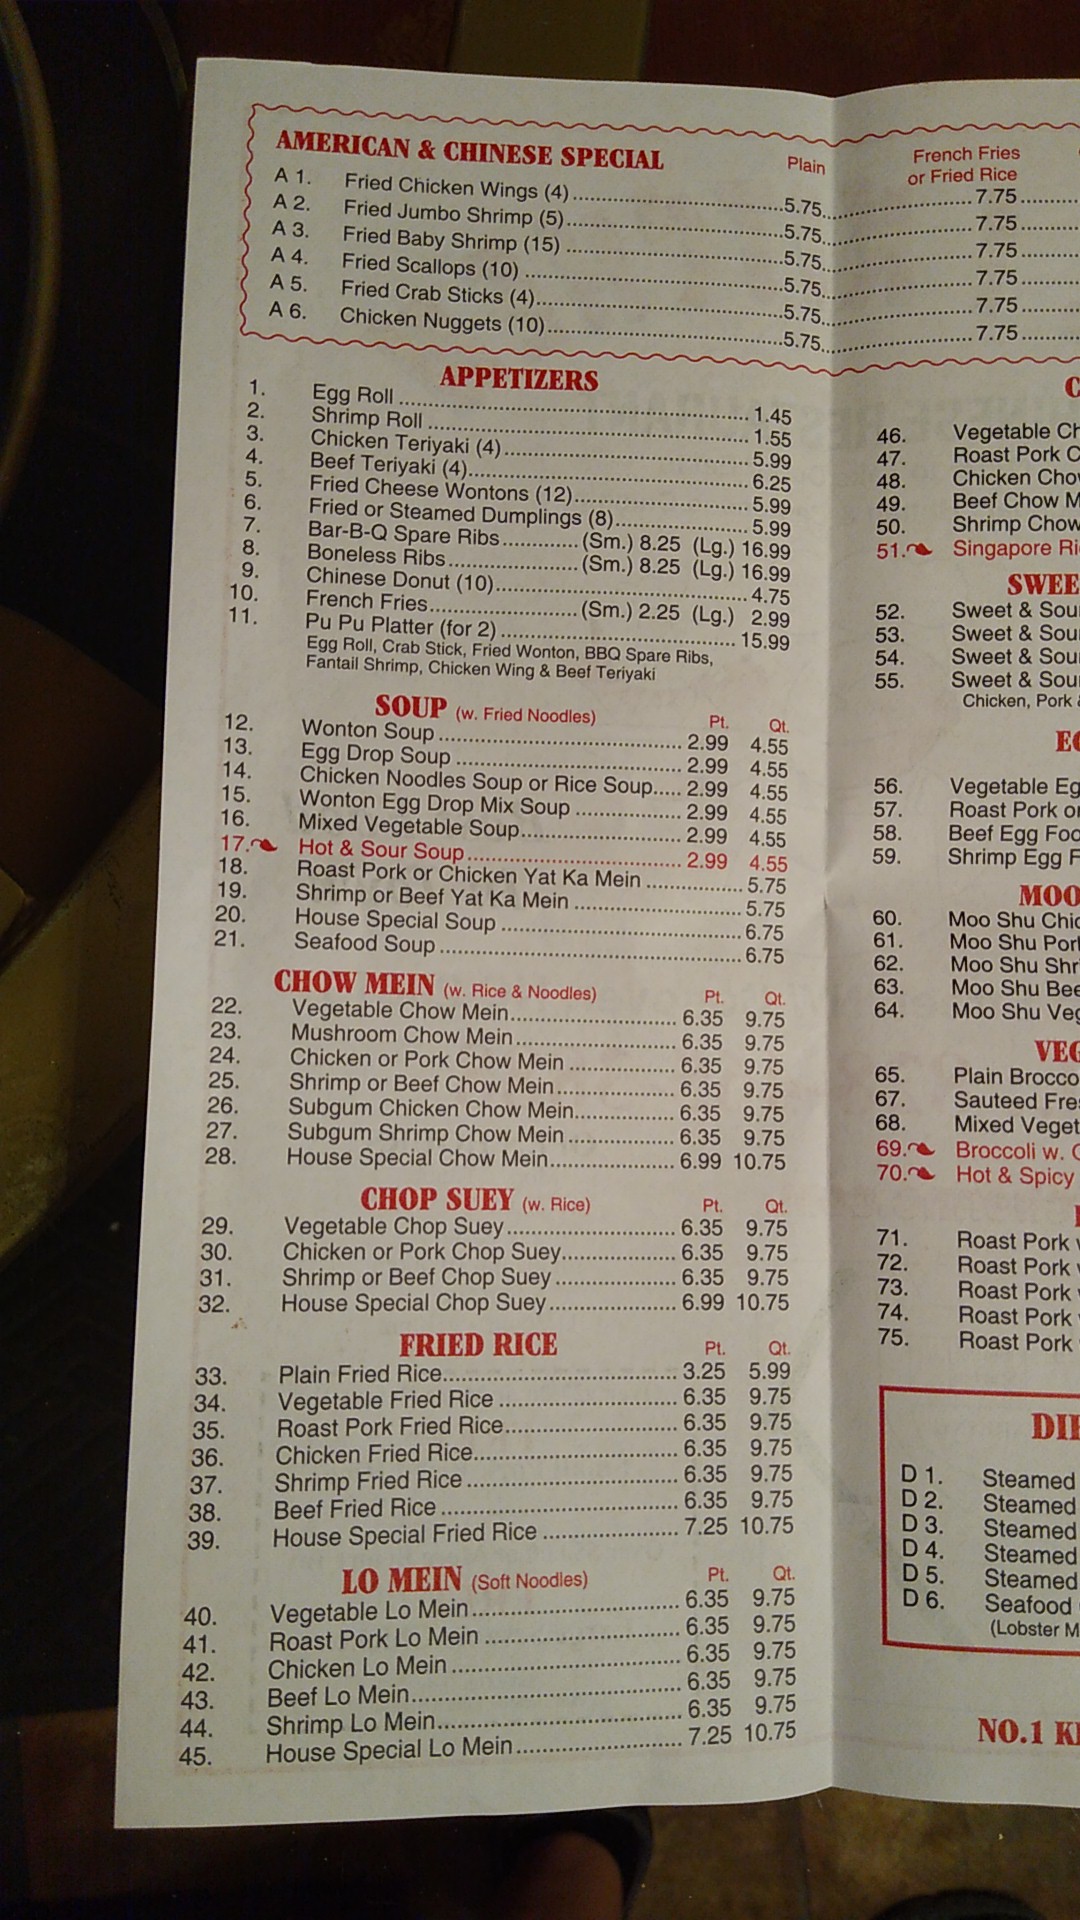 AMERICAN & CHINESE SPECIAL Plain French Fries or Fried Rice
A 1. Fried Chicken Wings (4) 5.75 7.75
A 2. Fried Jumbo Shrimp (5) 5.75 7.75
A 3. Fried Baby Shrimp (15) 5.75 7.75
A 4. Fried Scallops (10) 5.75 7.75
A 5. Fried Crab Sticks (4) 5.75 7.75
A 6. Chicken Nuggets (10) 5.75 7.75
APPETIZERS
1. Egg Roll 1.45
2. Shrimp Roll 1.55
3. Chicken Teriyaki (4) 5.99
4. Beef Teriyaki (4) 6.25
5. Fried Cheese Wontons (12) 5.99
6. Fried or Steamed Dumplings (8) 5.99
7. Bar-B-Q Spare Ribs (Sm.) 8.25 (Lg.) 16.99
8. Boneless Ribs (Sm.) 8.25 (Lg.) 16.99
9. Chinese Donut (10) 4.75
10. French Fries (Sm.) 2.25 (Lg.) 2.99
11. Pu Pu Platter (for 2) 15.99
Egg Roll, Crab Stick, Fried Wonton, BBQ Spare Ribs,
Fantail Shrimp, Chicken Wing & Beef Teriyaki
SOUP (w. Fried Noodles) Pt. Qt.
12. Wonton Soup 2.99 4.55
13. Egg Drop Soup 2.99 4.55
14. Chicken Noodles Soup or Rice Soup 2.99 4.55
15. Wonton Egg Drop Mix Soup 2.99 4.55
16. Mixed Vegetable Soup 2.99 4.55
17. Hot & Sour Soup 2.99 4.55
18. Roast Pork or Chicken Yat Ka Mein 5.75
19. Shrimp or Beef Yat Ka Mein 5.75
20. House Special Soup 6.75
21. Seafood Soup 6.75
CHOW MEIN (w. Rice & Noodles) Pt. Qt.
22. Vegetable Chow Mein 6.35 9.75
23. Mushroom Chow Mein 6.35 9.75
24. Chicken or Pork Chow Mein 6.35 9.75
25. Shrimp or Beef Chow Mein 6.35 9.75
26. Subgum Chicken Chow Mein 6.35 9.75
27. Subgum Shrimp Chow Mein 6.35 9.75
28. House Special Chow Mein 6.99 10.75
CHOP SUEY (w. Rice) Pt. Qt.
29. Vegetable Chop Suey 6.35 9.75
30. Chicken or Pork Chop Suey 6.35 9.75
31. Shrimp or Beef Chop Suey 6.35 9.75
32. House Special Chop Suey 6.99 10.75
FRIED RICE Pt. Qt.
33. Plain Fried Rice 3.25 5.99
34. Vegetable Fried Rice 6.35 9.75
35. Roast Pork Fried Rice 6.35 9.75
36. Chicken Fried Rice 6.35 9.75
37. Shrimp Fried Rice 6.35 9.75
38. Beef Fried Rice 6.35 9.75
39. House Special Fried Rice 7.25 10.75
LO MEIN (Soft Noodles) Pt. Qt.
40. Vegetable Lo Mein 6.35 9.75
41. Roast Pork Lo Mein 6.35 9.75
42. Chicken Lo Mein 6.35 9.75
43. Beef Lo Mein 6.35 9.75
44. Shrimp Lo Mein 6.35 9.75
45. House Special Lo Mein 7.25 10.75
46. Vegetable
47. Roast Pork
48. Chicken
49. Beef Chow
50. Shrimp Chow
51. Singapore
52. Sweet &
53. Sweet &
54. Sweet &
55. Sweet &
Chicken, Pork
56. Vegetable
57. Roast Pork
58. Beef Egg
59. Shrimp Egg
MOO
60. Moo Shu
61. Moo Shu
62. Moo Shu
63. Moo Shu
64. Moo Shu
65. Plain
67. Sauteed
68. Mixed
69. Broccoli w.
70. Hot & Spicy
71. Roast Pork
72. Roast Pork
73. Roast Pork
74. Roast Pork
75. Roast Pork
D 1. Steamed
D 2. Steamed
D 3. Steamed
D 4. Steamed
D 5. Steamed
D 6. Seafood
(Lobster
NO.1